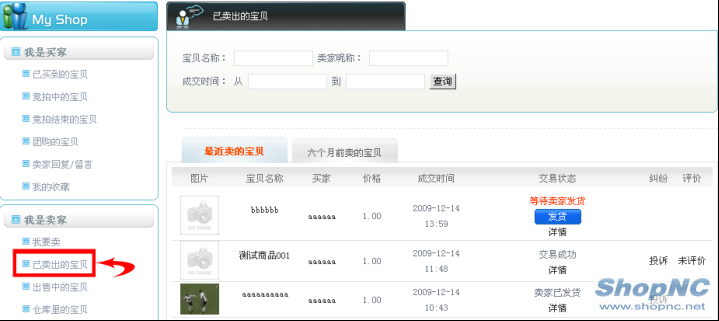 My Shop
我是买家
已买到的宝贝
竞拍中的宝贝
竞拍结束的宝贝
团购的宝贝
卖家回复/留言
我的收藏
我是卖家
我要卖
已卖出的宝贝
出售中的宝贝
仓库里的宝贝
已卖出的宝贝
宝贝名称： 卖家昵称：
成交时间： 从 到 查询
最近卖的宝贝 六个月前卖的宝贝
图片 宝贝名称 买家 价格 成交时间 交易状态 纠纷 评价
NO IMAGE bbbbbb aaaaaa 1.00 2009-12-14 13:59 等待卖家发货 发货 详情
NO IMAGE 测试商品001 aaaaaa 1.00 2009-12-14 11:48 交易成功 详情 投诉 未评价
aaaaaaaaaa aaaaaa 1.00 2009-12-14 10:43 卖家已发货 详情 投诉
ShopNC
www.shopnc.net